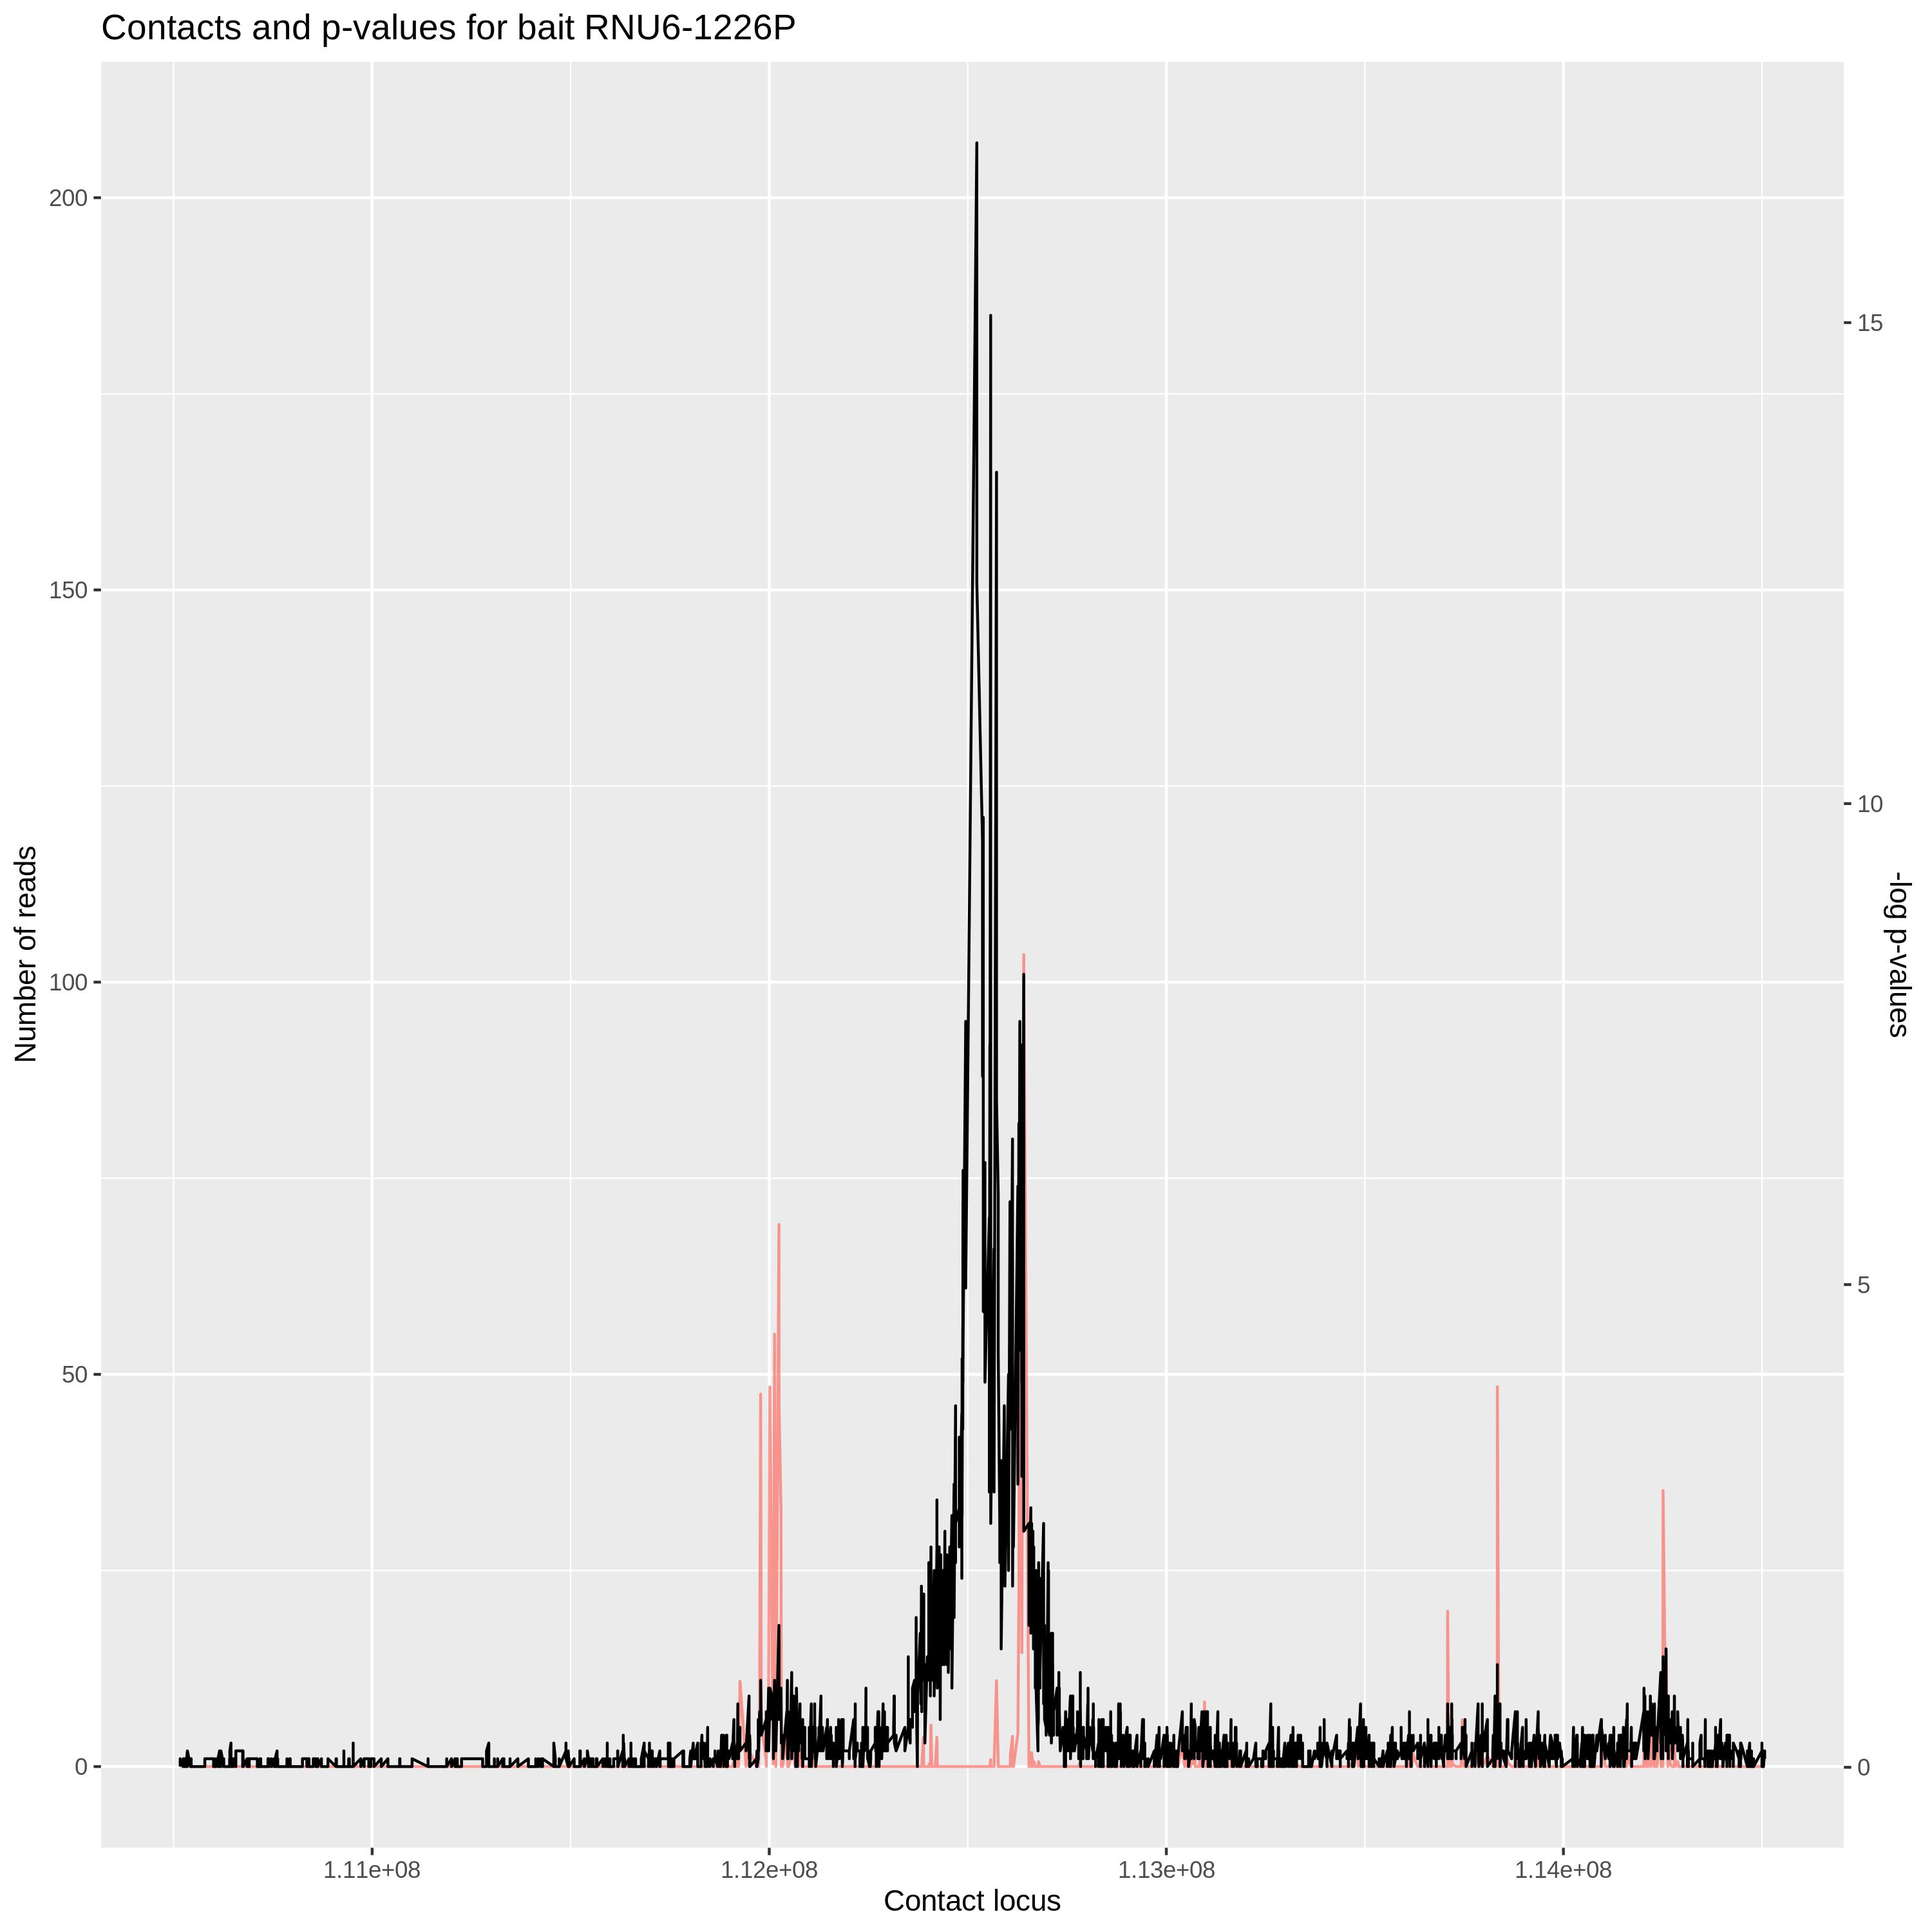 Contacts and p-values for bait RNU6-1226P
200
150
100
50
0
Number of reads
15
10
5
0
-log p-values
1.11e+08
1.12e+08
1.13e+08
1.14e+08
Contact locus